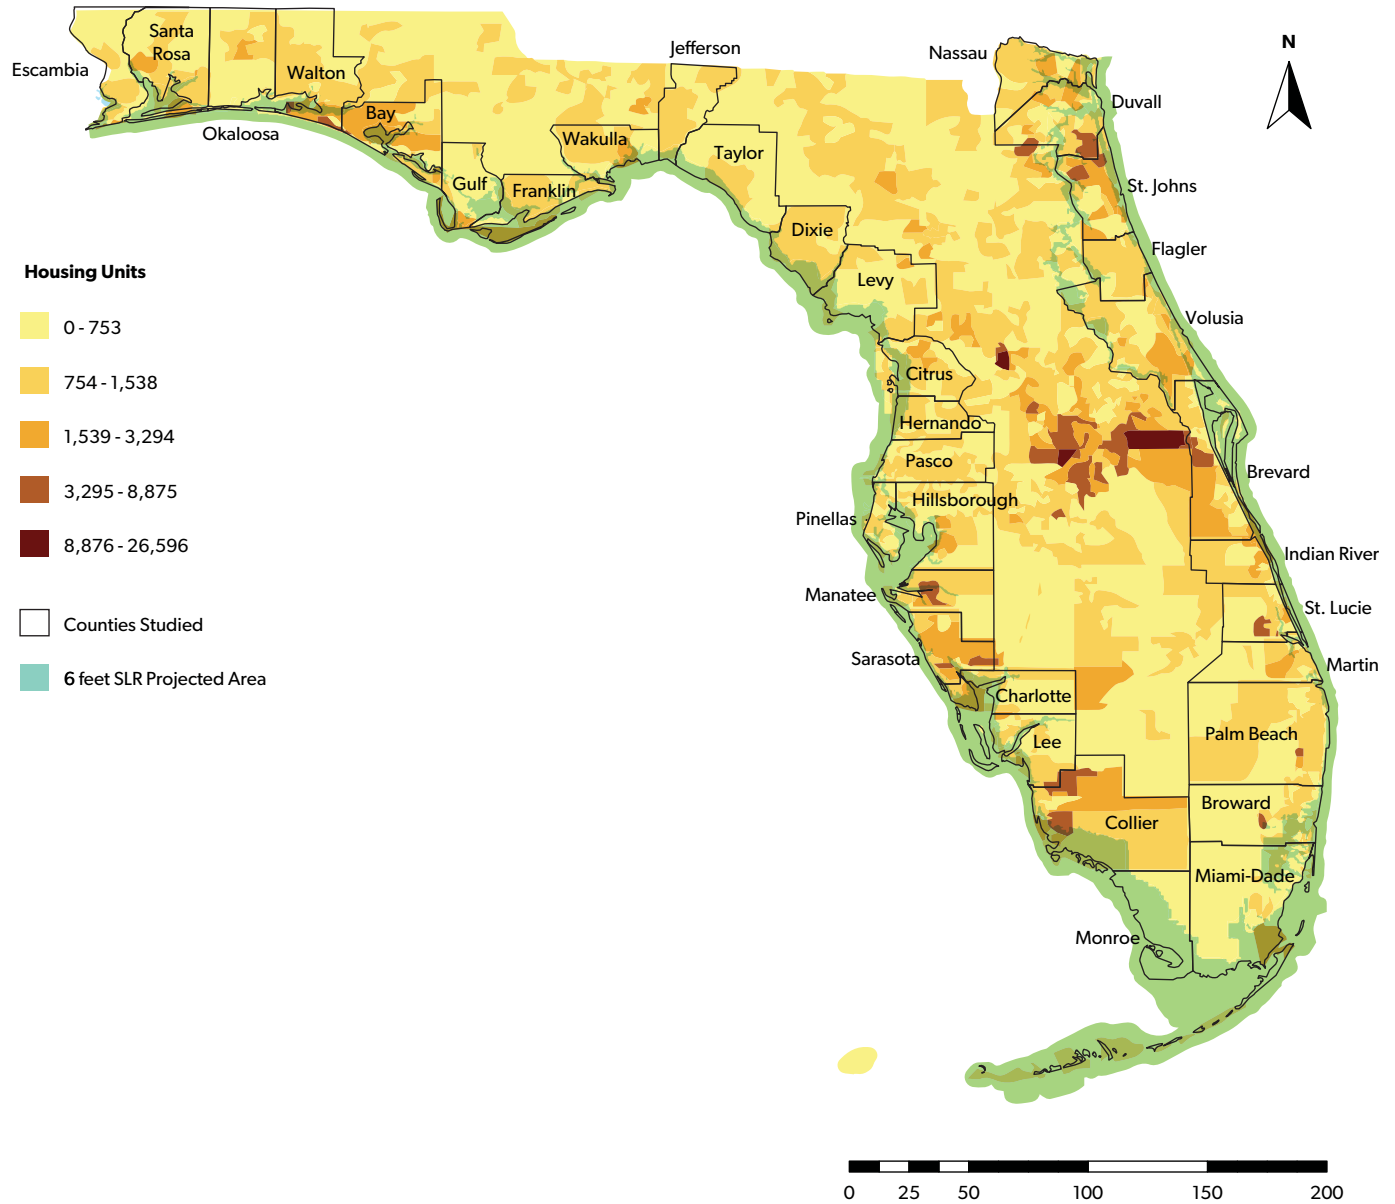 Jefferson
Nassau
N
Santa
Rosa
Escambia
Walton
Okaloosa
Bay
Wakulla
Taylor
Duvall
Gulf
Franklin
St. Johns
Dixie
Flagler
Levy
Volusia
Housing Units
0 - 753
754 - 1,538
1,539 - 3,294
3,295 - 8,875
8,876 - 26,596
Counties Studied
6 feet SLR Projected Area
Citrus
Hernando
Pasco
Hillsborough
Pinellas
Brevard
Indian River
Manatee
St. Lucie
Sarasota
Martin
Charlotte
Lee
Palm Beach
Broward
Collier
Miami-Dade
Monroe
0 25 50 100 150 200